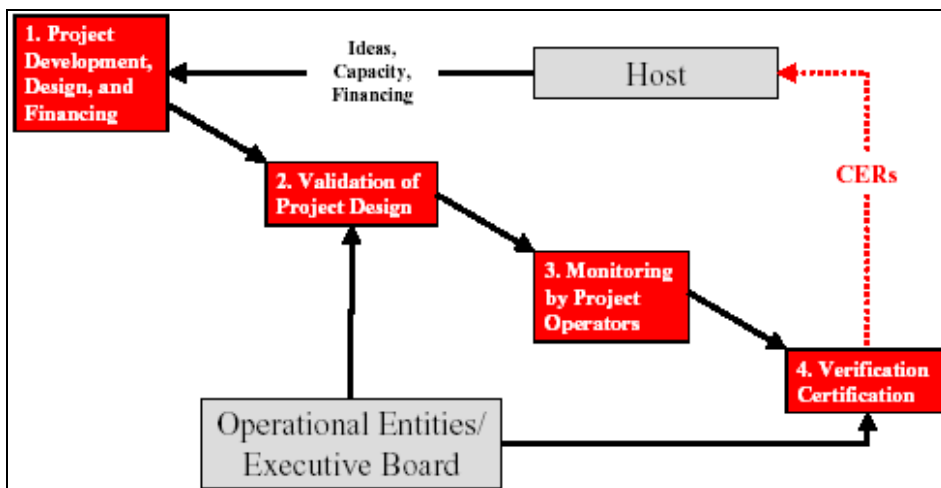 1. Project
Development,
Design, and
Financing
Ideas,
Capacity,
Financing
Host
CERs
2. Validation of
Project Design
3. Monitoring
by Project
Operators
4. Verification
Certification
Operational Entities/
Executive Board